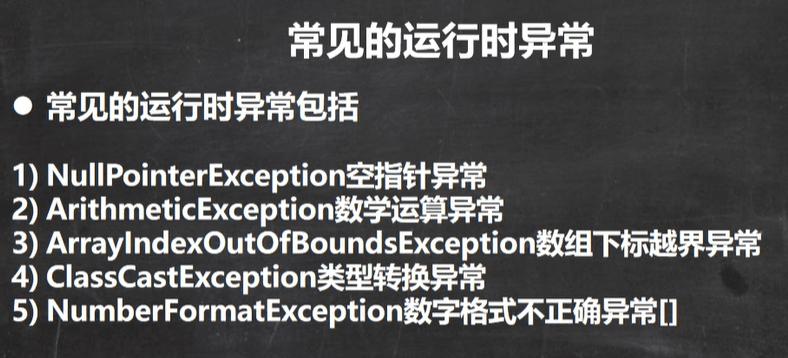 常见的运行时异常
● 常见的运行时异常包括
1) NullPointerException空指针异常
2) ArithmeticException数学运算异常
3) ArrayIndexOutOfBoundsException数组下标越界异常
4) ClassCastException类型转换异常
5) NumberFormatException数字格式不正确异常[]